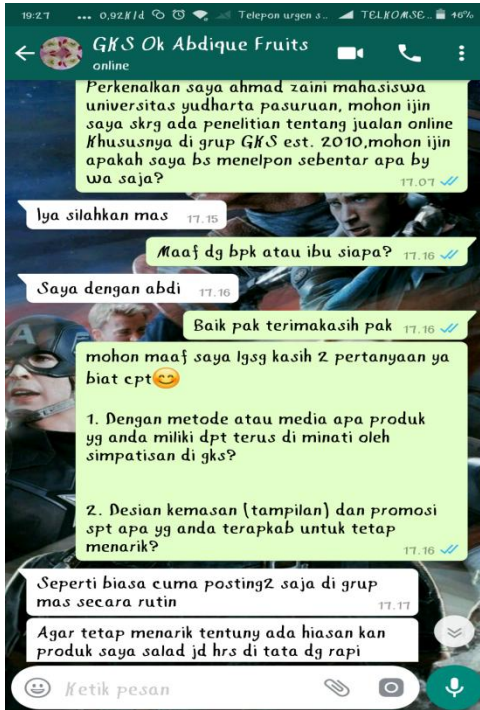 19:27 ... 0,92K/d Telepon urgen s.. TELKOMSE.. 46%
GKS Ok Abdique Fruits
online
Perkenalkan saya ahmad zaini mahasiswa
universitas yudharta pasuruan, mohon ijin
saya skrg ada penelitian tentang jualan online
Khususnya di grup GKS est. 2010,mohon ijin
apakah saya bs menelpon sebentar apa by
wa saja?
17.07
Iya silahkan mas 17.15
Maaf dg bpk atau ibu siapa? 17.16
Saya dengan abdi 17.16
Baik pak terimakasih pak 17.16
mohon maaf saya lgsg kasih 2 pertanyaan ya
biat cpt😊
1. Dengan metode atau media apa produk
yg anda miliki dpt terus di minati oleh
simpatisan di gks?
2. Desian kemasan (tampilan) dan promosi
spt apa yg anda terapkab untuk tetap
menarik?
17.16
Seperti biasa cuma posting2 saja di grup
mas secara rutin
17.17
Agar tetap menarik tentuny ada hiasan kan
produk saya salad jd hrs di tata dg rapi
Ketik pesan